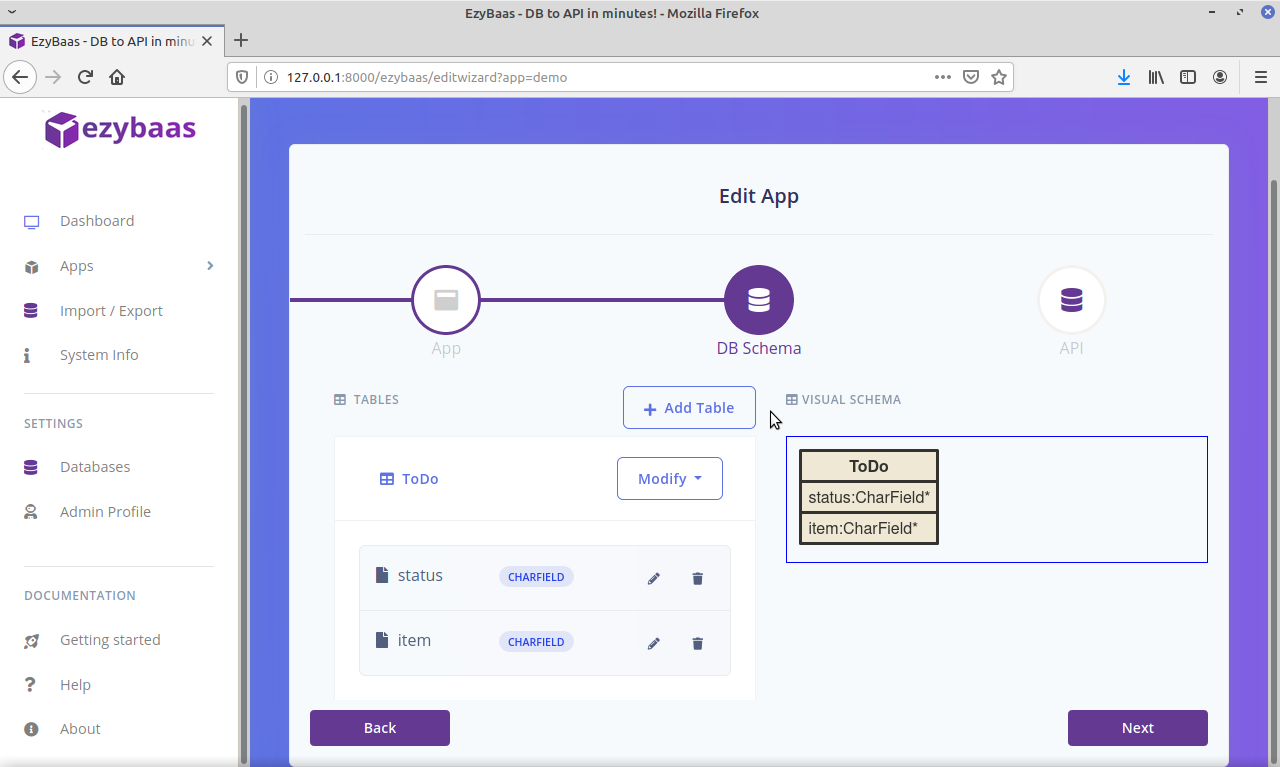 EzyBaas - DB to API in minutes! - Mozilla Firefox
EzyBaas - DB to API in minu
127.0.0.1:8000/ezybaas/editwizard?app=demo
ezybaas
Dashboard
Apps
Import / Export
System Info
SETTINGS
Databases
Admin Profile
DOCUMENTATION
Getting started
Help
About
Edit App
App
DB Schema
API
TABLES
Add Table
ToDo
Modify
status
CHARFIELD
item
CHARFIELD
VISUAL SCHEMA
ToDo
status:CharField*
item:CharField*
Back
Next